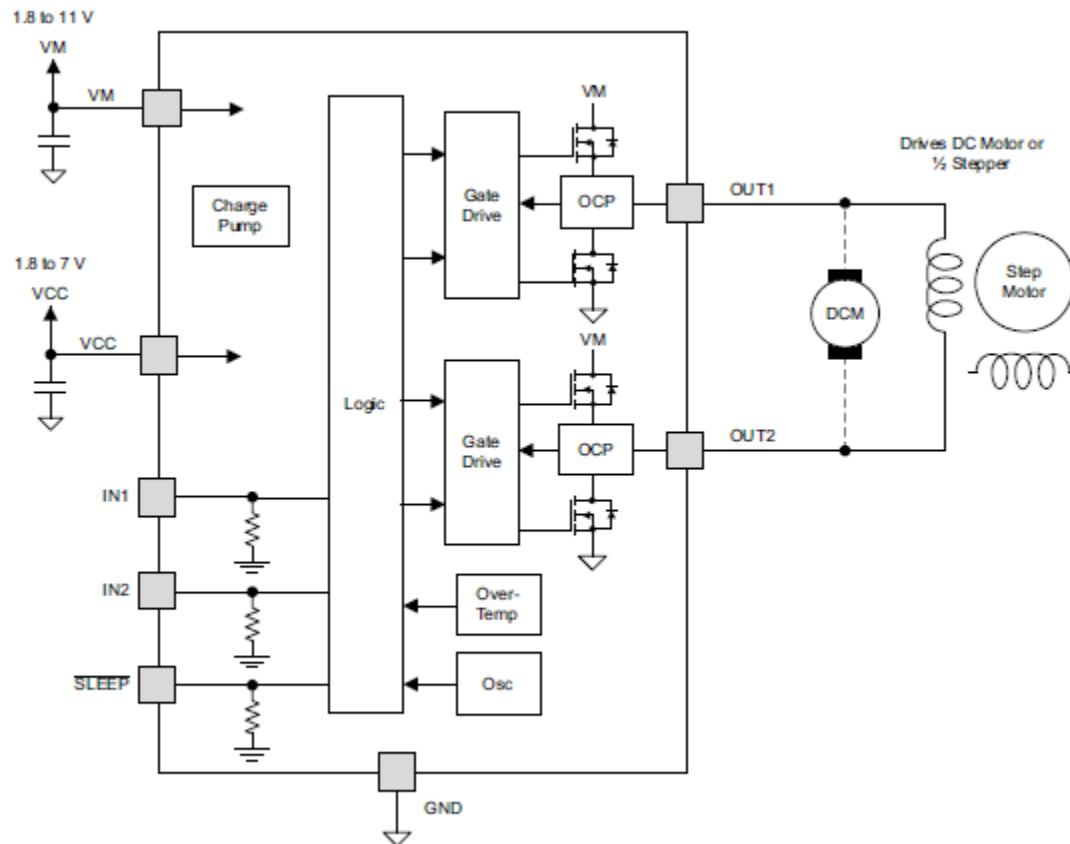 1.8 to 11 V
VM
VM
Charge
Pump
1.8 to 7 V
VCC
VCC
IN1
IN2
SLEEP
Logic
Gate
Drive
VM
OCP
OUT1
Gate
Drive
VM
OCP
OUT2
Over-
Temp
Osc
GND
Drives DC Motor or
½ Stepper
DCM
Step
Motor